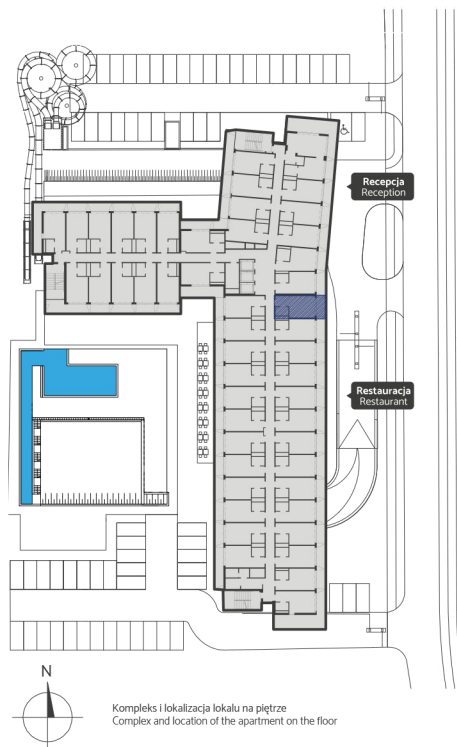 Recepcja
Reception
Restauracja
Restaurant
N
Kompleks i lokalizacja lokalu na piętrze
Complex and location of the apartment on the floor